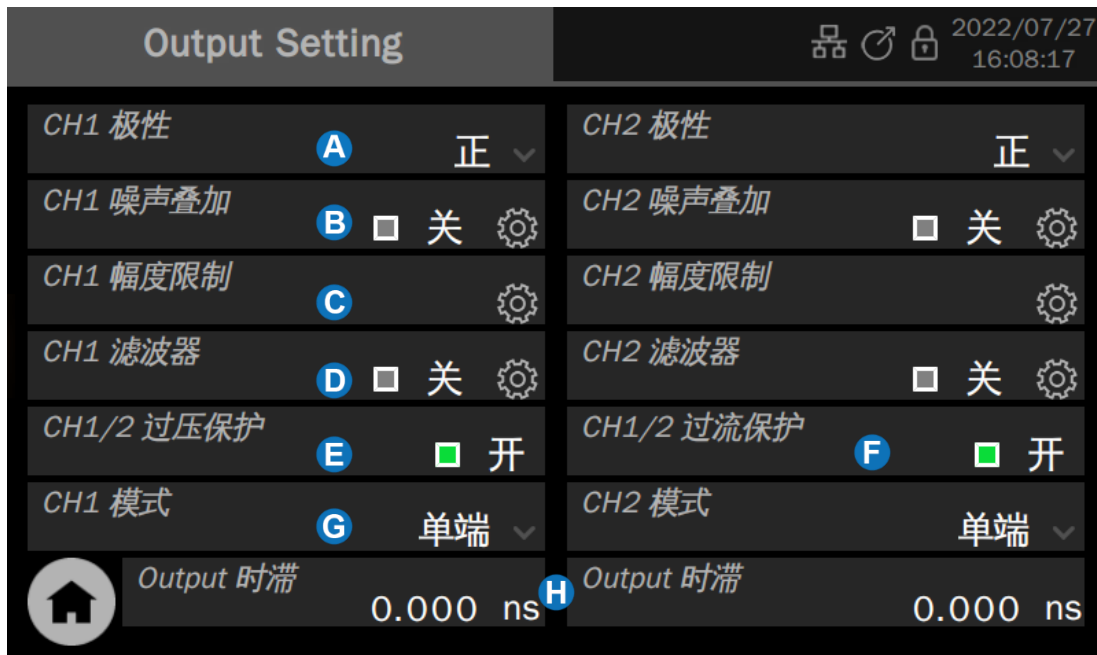 Output Setting
2022/07/27
16:08:17
CH1 极性
A
正
CH2 极性
正
CH1 噪声叠加
B
关
CH2 噪声叠加
关
CH1 幅度限制
C
CH2 幅度限制
CH1 滤波器
D
关
CH2 滤波器
关
CH1/2 过压保护
E
开
CH1/2 过流保护
F
开
CH1 模式
G
单端
CH2 模式
单端
Output 时滞
0.000 ns
H
Output 时滞
0.000 ns